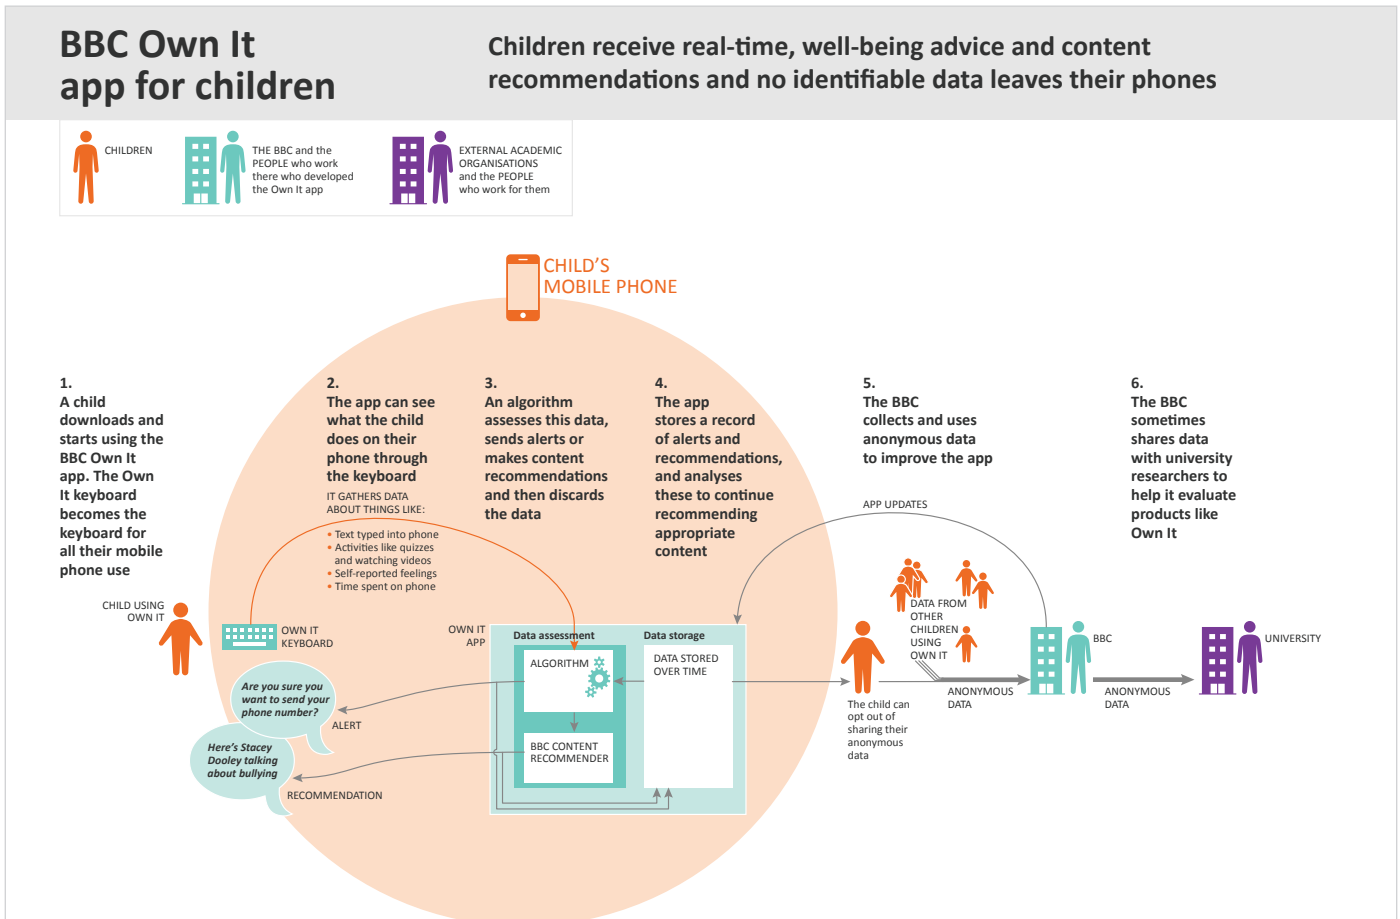 BBC Own It
app for children
Children receive real-time, well-being advice and content
recommendations and no identifiable data leaves their phones
CHILDREN
THE BBC and the
PEOPLE who work
there who developed
the Own It app
EXTERNAL ACADEMIC
ORGANISATIONS
and the PEOPLE
who work for them
CHILD'S
MOBILE PHONE
1.
A child
downloads and
starts using the
BBC Own It
app. The Own
It keyboard
becomes the
keyboard for
all their mobile
phone use
2.
The app can see
what the child
does on their
phone through
the keyboard
IT GATHERS DATA
ABOUT THINGS LIKE:
• Text typed into phone
• Activities like quizzes
and watching videos
• Self-reported feelings
• Time spent on phone
3.
An algorithm
assesses this data,
sends alerts or
makes content
recommendations
and then discards
the data
4.
The app
stores a record
of alerts and
recommendations,
and analyses
these to continue
recommending
appropriate
content
5.
The BBC
collects and uses
anonymous data
to improve the app
6.
The BBC
sometimes
shares data
with university
researchers to
help it evaluate
products like
Own It
APP UPDATES
CHILD USING
OWN IT
OWN IT
KEYBOARD
OWN IT
APP
Data assessment
Data storage
ALGORITHM
DATA STORED
OVER TIME
BBC CONTENT
RECOMMENDER
Are you sure you
want to send your
phone number?
ALERT
Here's Stacey
Dooley talking
about bullying
RECOMMENDATION
DATA FROM
OTHER
CHILDREN
USING
OWN IT
The child can
opt out of
sharing their
anonymous
data
ANONYMOUS
DATA
BBC
ANONYMOUS
DATA
UNIVERSITY